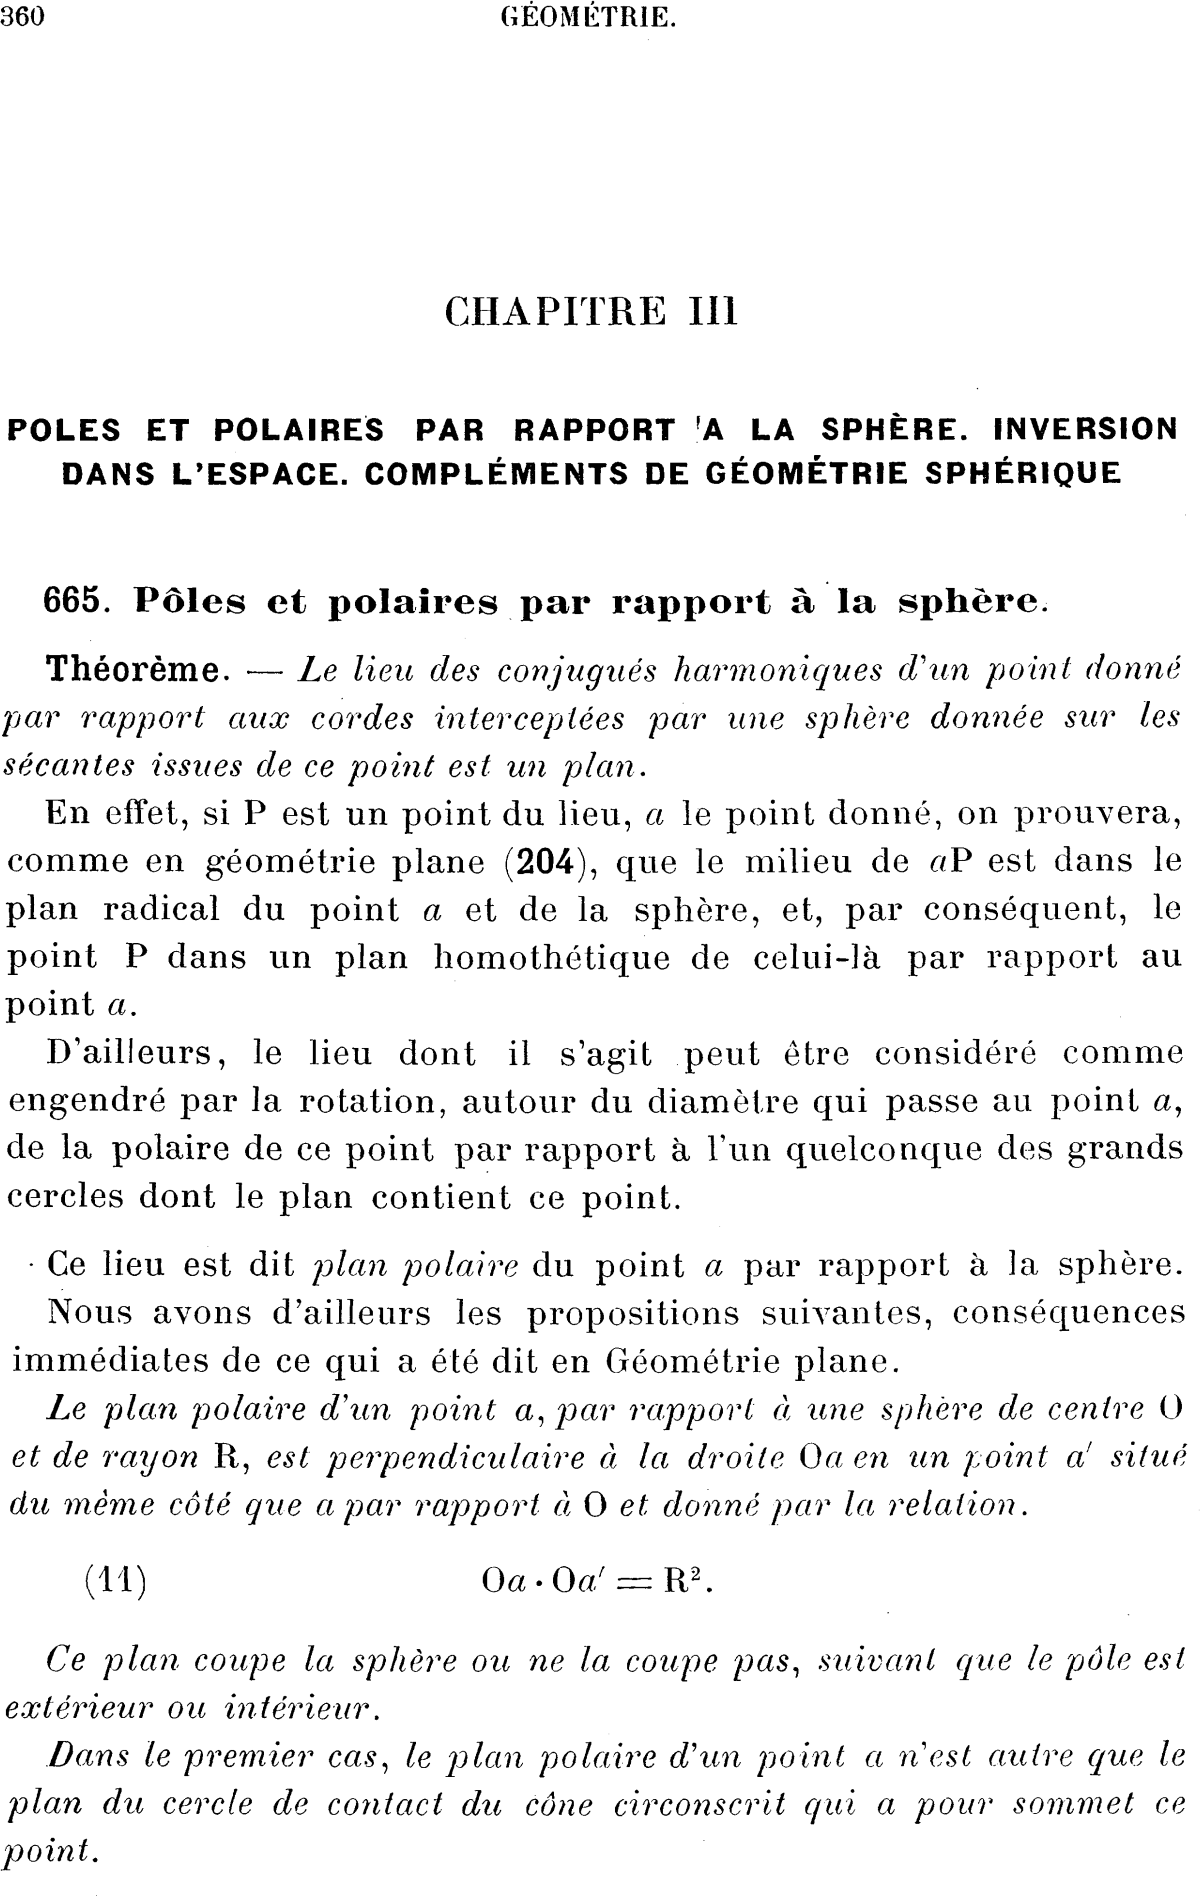 360 GÉOMÉTRIE.
CHAPITRE III
POLES ET POLAIRES PAR RAPPORT A LA SPHÈRE. INVERSION
DANS L'ESPACE. COMPLÉMENTS DE GÉOMÉTRIE SPHÉRIQUE
665. Pôles et polaires par rapport à la sphère.
Théorème. — Le lieu des conjugués harmoniques d'un point donné
par rapport aux cordes interceptées par une sphère donnée sur les
sécantes issues de ce point est un plan.
En effet, si P est un point du lieu, a le point donné, on prouvera,
comme en géométrie plane (204), que le milieu de aP est dans le
plan radical du point a et de la sphère, et, par conséquent, le
point P dans un plan homothétique de celui-là par rapport au
point a.
D'ailleurs, le lieu dont il s'agit peut être considéré comme
engendré par la rotation, autour du diamètre qui passe au point a,
de la polaire de ce point par rapport à l'un quelconque des grands
cercles dont le plan contient ce point.
Ce lieu est dit plan polaire du point a par rapport à la sphère.
Nous avons d'ailleurs les propositions suivantes, conséquences
immédiates de ce qui a été dit en Géométrie plane.
Le plan polaire d'un point a, par rapport à une sphère de centre O
et de rayon R, est perpendiculaire à la droite Oa en un point a' situé
du même côté que a par rapport à O et donné par la relation.
(11) Oa · Oa' = R².
Ce plan coupe la sphère ou ne la coupe pas, suivant que le pôle est
extérieur ou intérieur.
Dans le premier cas, le plan polaire d'un point a n'est autre que le
plan du cercle de contact du cône circonscrit qui a pour sommet ce
point.